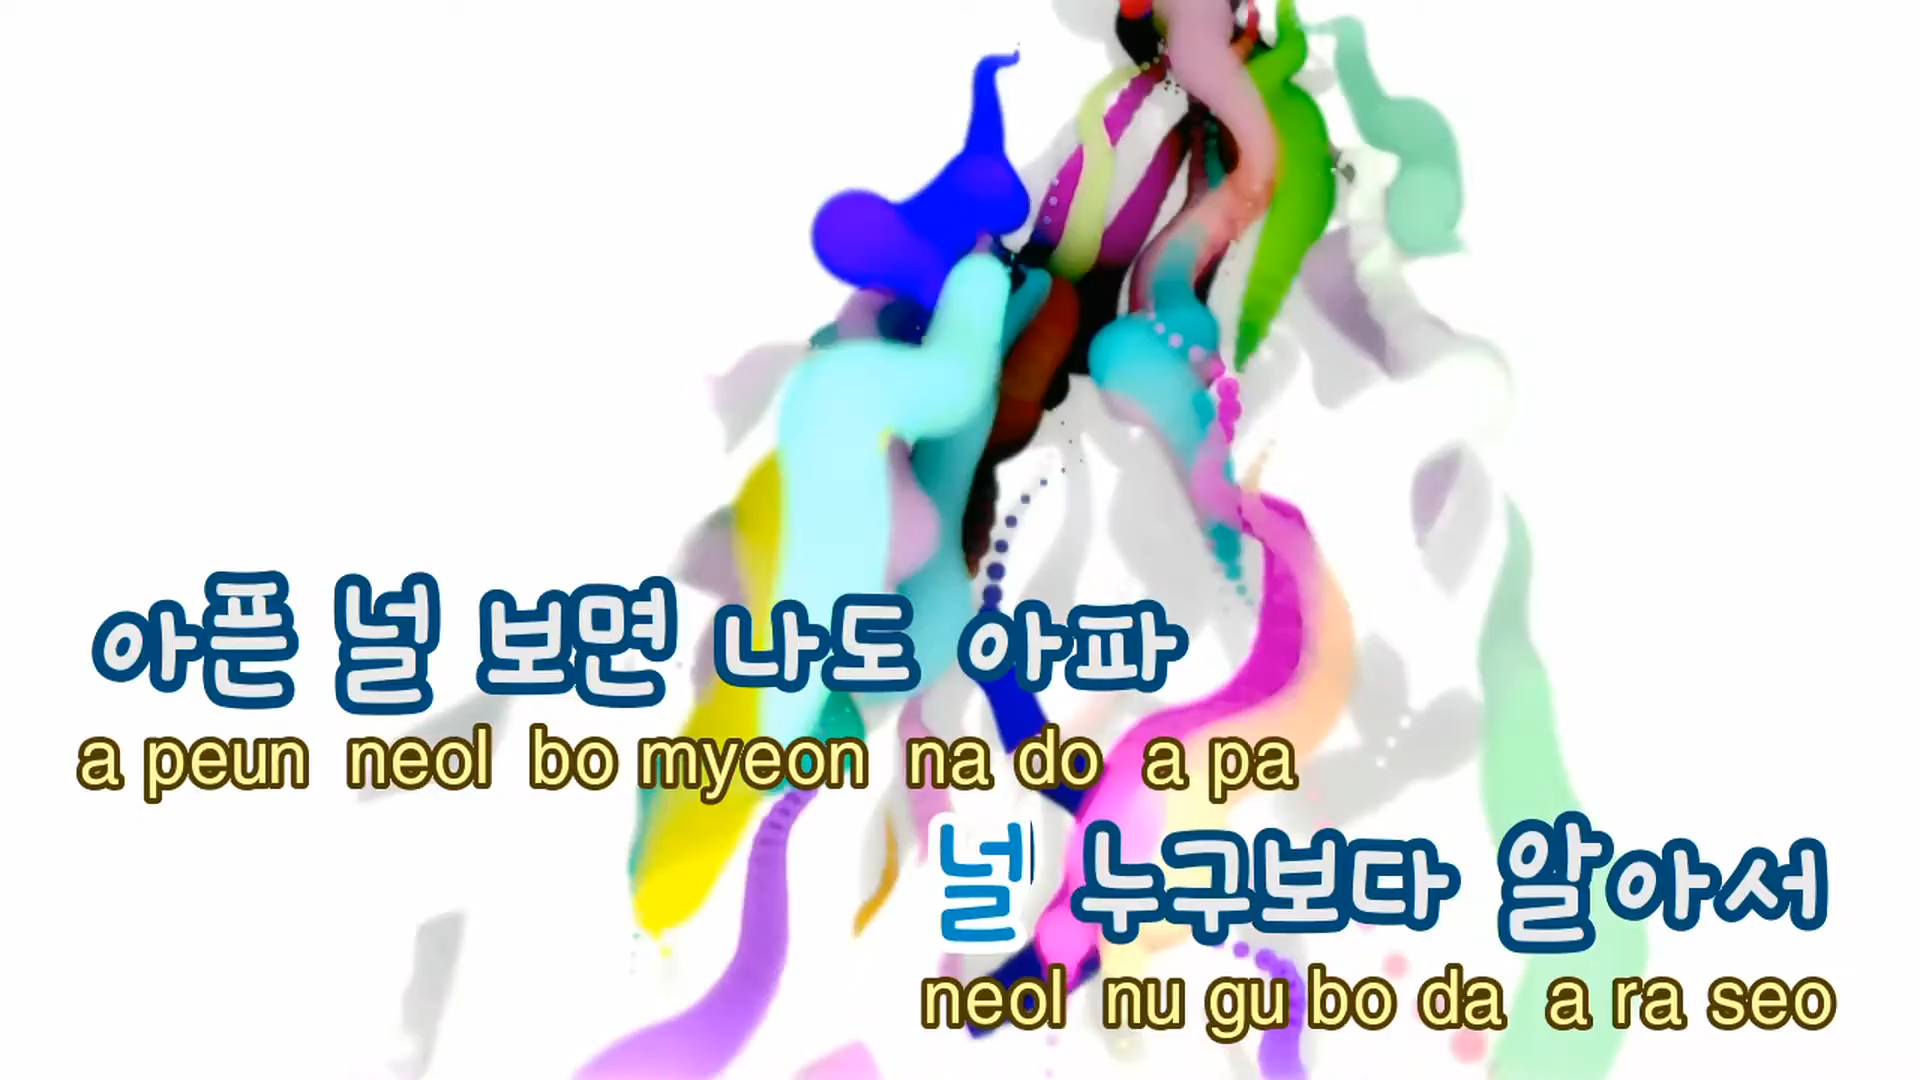 아픈 널 보면 나도 아파
a peun neol bo myeon na do a pa
널 누구보다 알아서
neol nu gu bo da a ra seo